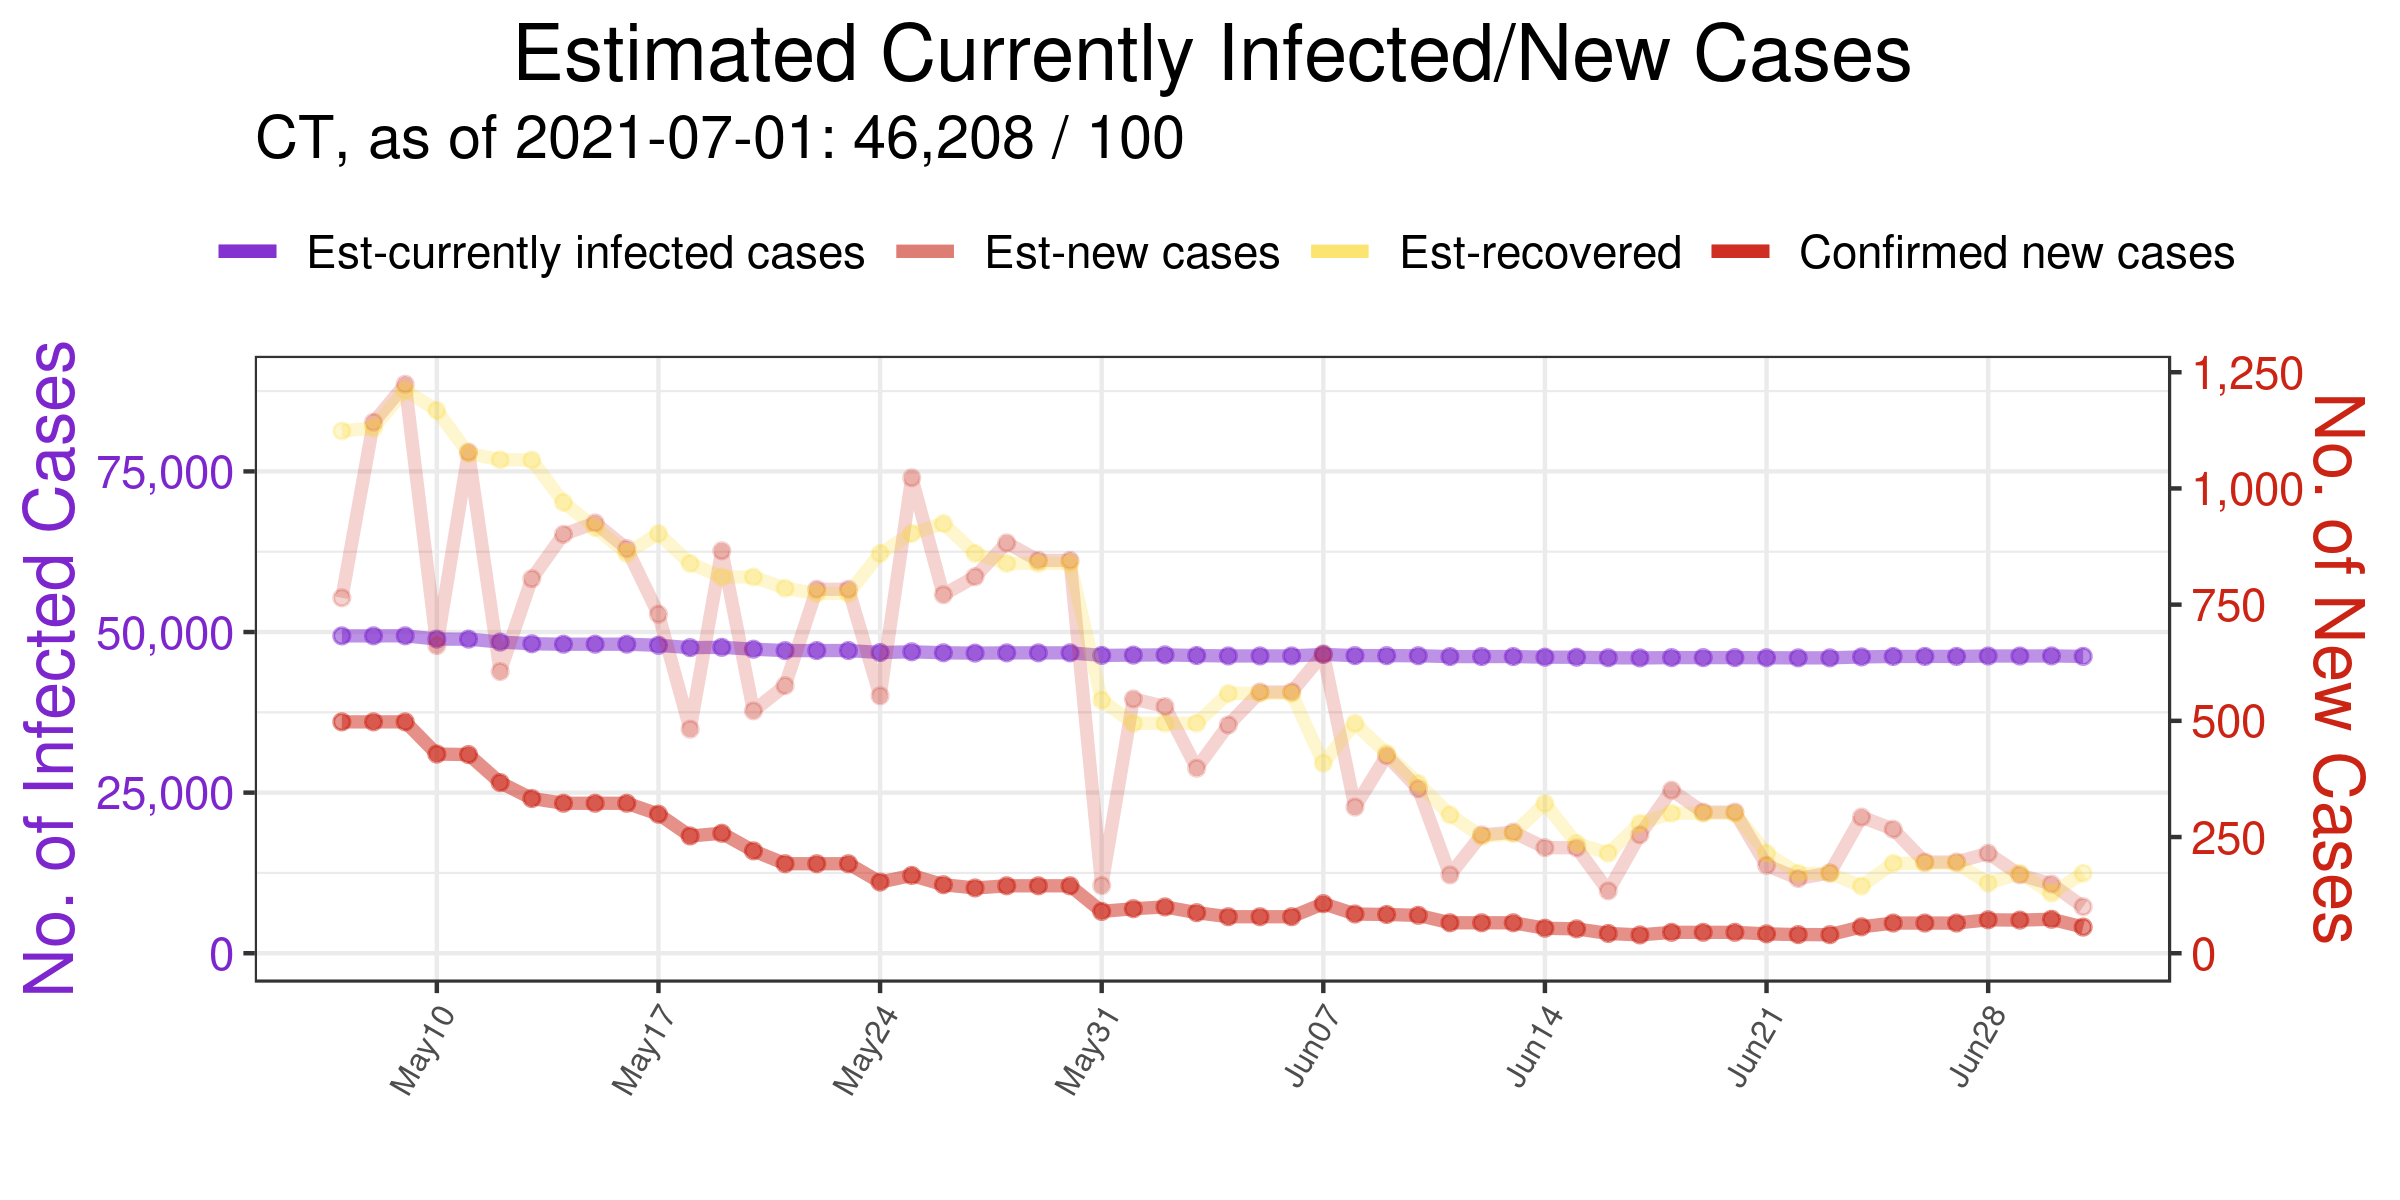 Estimated Currently Infected/New Cases
CT, as of 2021-07-01: 46,208 / 100
Est-currently infected cases
Est-new cases
Est-recovered
Confirmed new cases
No. of Infected Cases
75,000
50,000
25,000
0
1,250
1,000
750
500
250
0
No. of New Cases
May10
May17
May24
May31
Jun07
Jun14
Jun21
Jun28